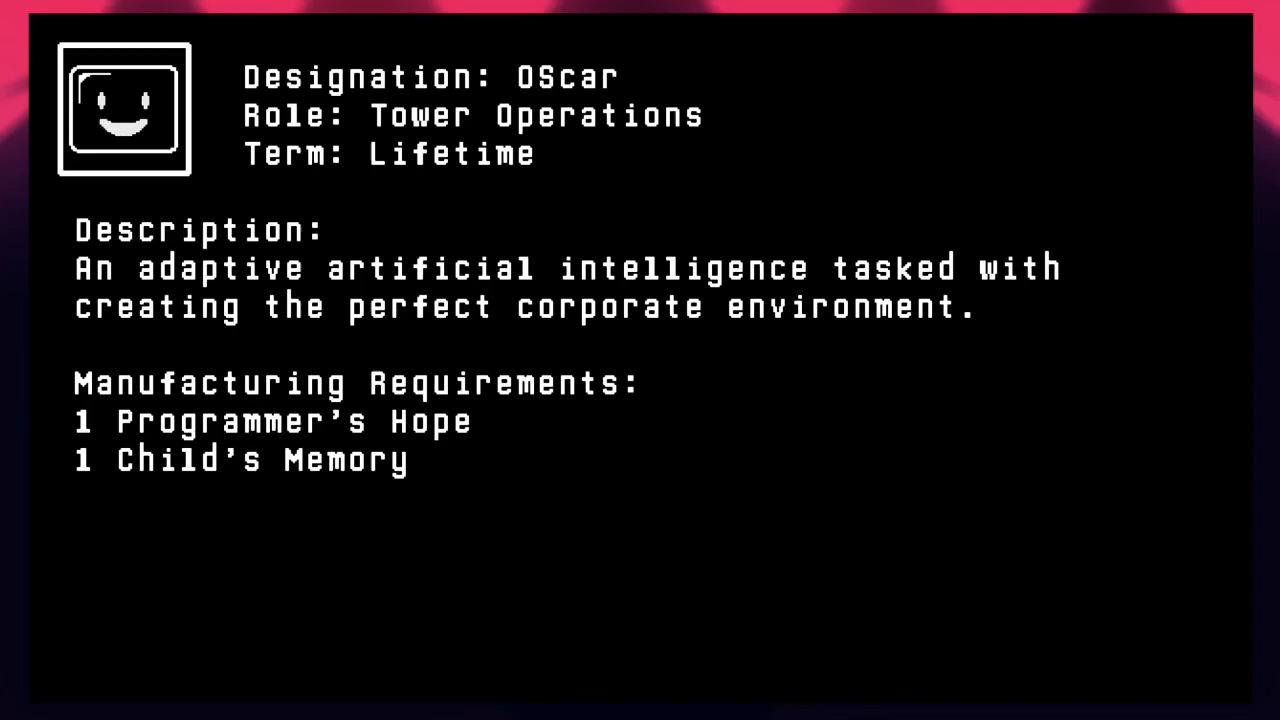 Designation: OScar
Role: Tower Operations
Term: Lifetime
Description:
An adaptive artificial intelligence tasked with
creating the perfect corporate environment.
Manufacturing Requirements:
1 Programmer's Hope
1 Child's Memory